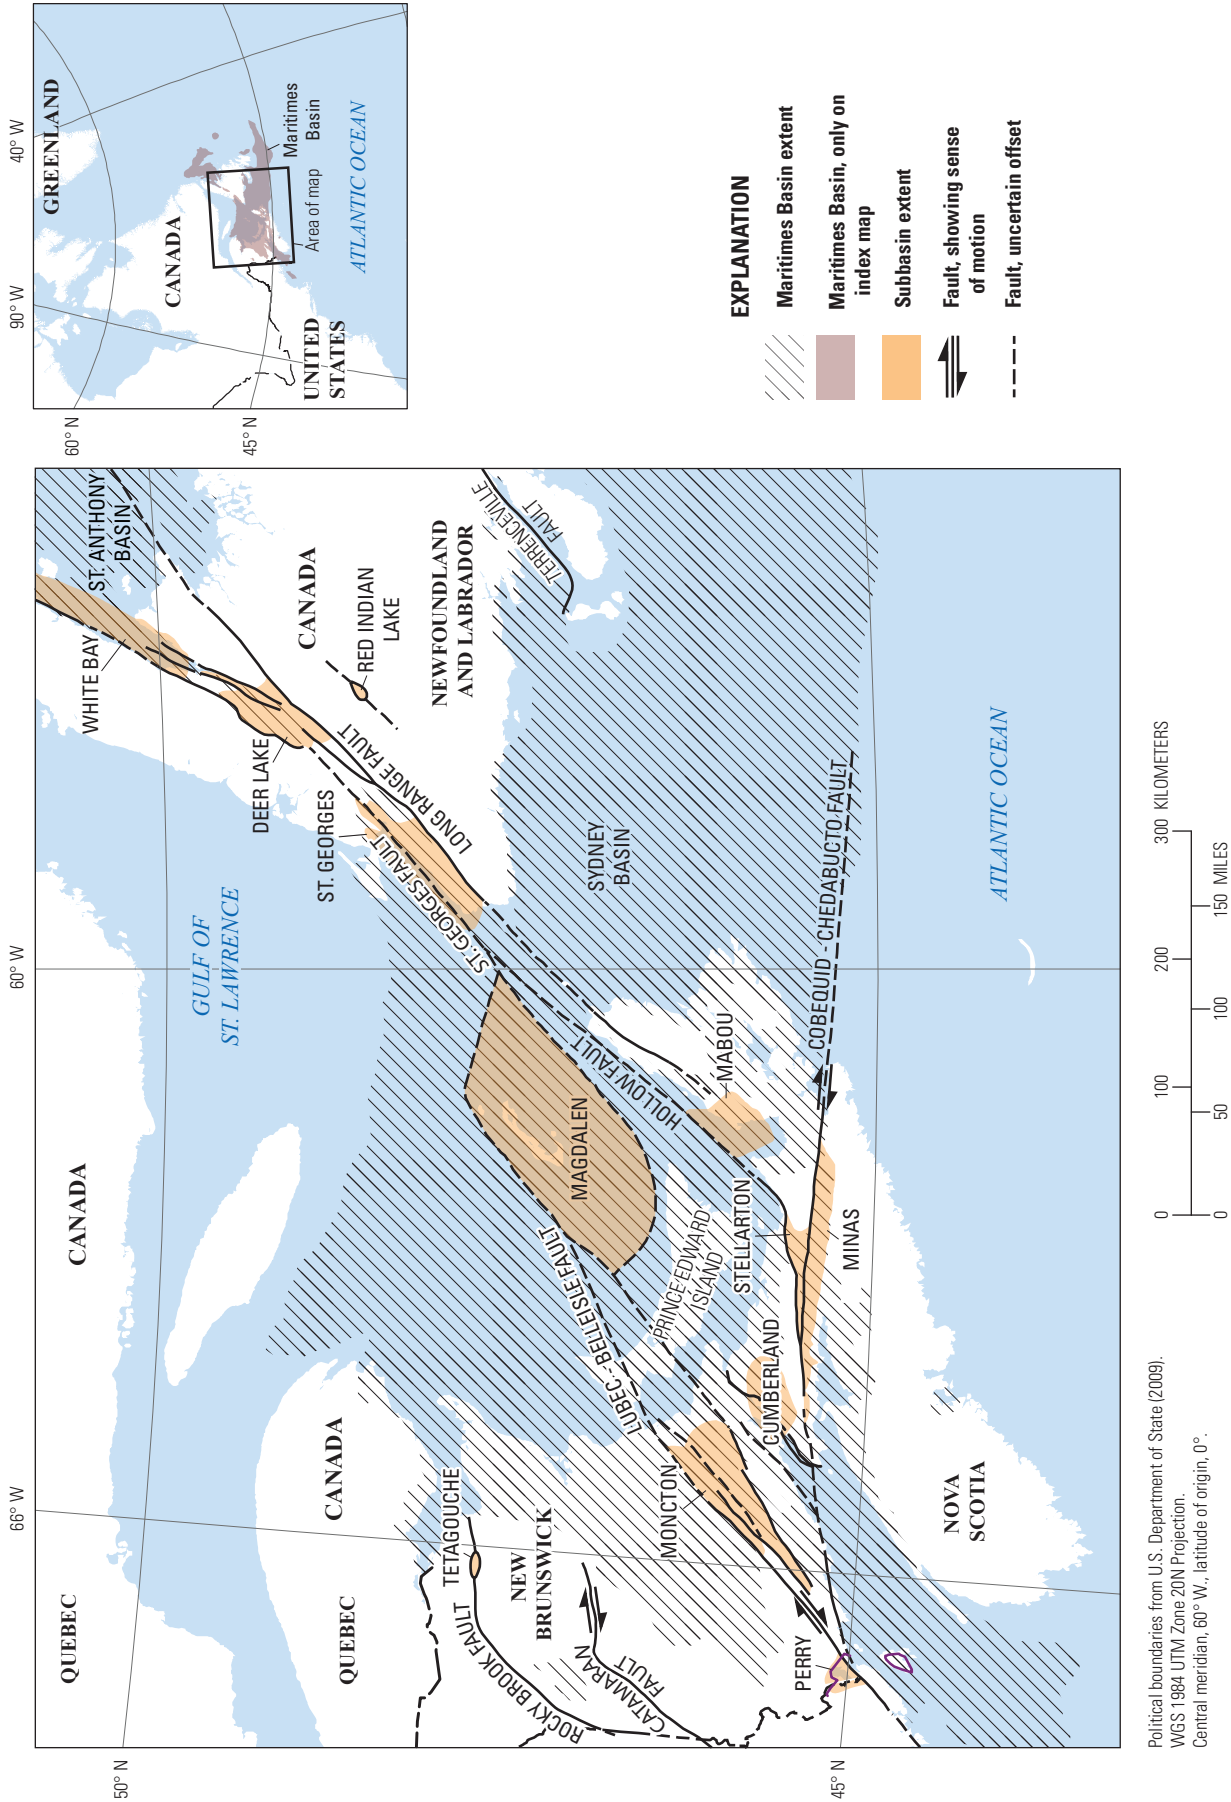 66° W
60° W
50° N
45° N
QUEBEC
CANADA
GULF OF
ST. LAWRENCE
WHITE BAY
ST. ANTHONY
BASIN
DEER LAKE
ST. GEORGES
CANADA
RED INDIAN
LAKE
LONG RANGE FAULT
ST. GEORGES FAULT
NEWFOUNDLAND
AND LABRADOR
TERRENCEVILLE
FAULT
QUEBEC
CANADA
TETAGOUCHE
ROCKY BROOK FAULT
NEW
BRUNSWICK
CATAMARAN
FAULT
LUBEC - BELLEISLE FAULT
MAGDALEN
HOLLOW FAULT
SYDNEY
BASIN
MONCTON
PRINCE EDWARD
ISLAND
MABOU
STELLARTON
CUMBERLAND
PERRY
MINAS
COBEQUID - CHEDABUCTO FAULT
NOVA
SCOTIA
ATLANTIC OCEAN
Political boundaries from U.S. Department of State (2009).
WGS 1984 UTM Zone 20N Projection.
Central meridian, 60° W., latitude of origin, 0°.
0 100 200 300 KILOMETERS
0 50 100 150 MILES
90° W
40° W
60° N
45° N
GREENLAND
CANADA
UNITED
STATES
Maritimes
Basin
Area of map
ATLANTIC OCEAN
EXPLANATION
Maritimes Basin extent
Maritimes Basin, only on
index map
Subbasin extent
Fault, showing sense
of motion
Fault, uncertain offset